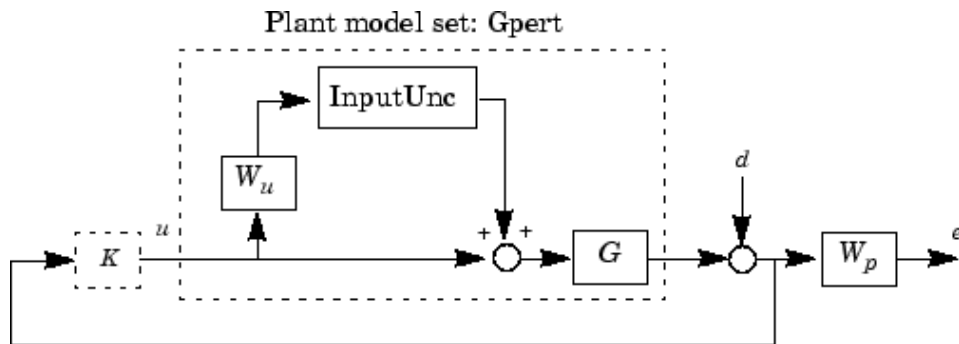 Plant model set: Gpert
InputUnc
W_u
d
K
u
+
+
G
W_p
e